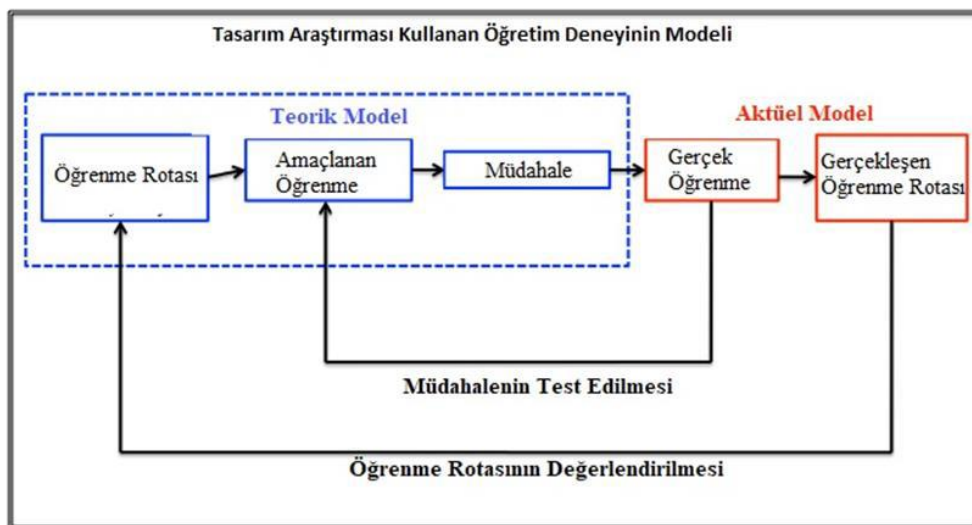 Tasarım Araştırması Kullanan Öğretim Deneyinin Modeli
Teorik Model
Aktüel Model
Öğrenme Rotası
Amaçlanan
Öğrenme
Müdahale
Gerçek
Öğrenme
Gerçekleşen
Öğrenme Rotası
Müdahalenin Test Edilmesi
Öğrenme Rotasının Değerlendirilmesi